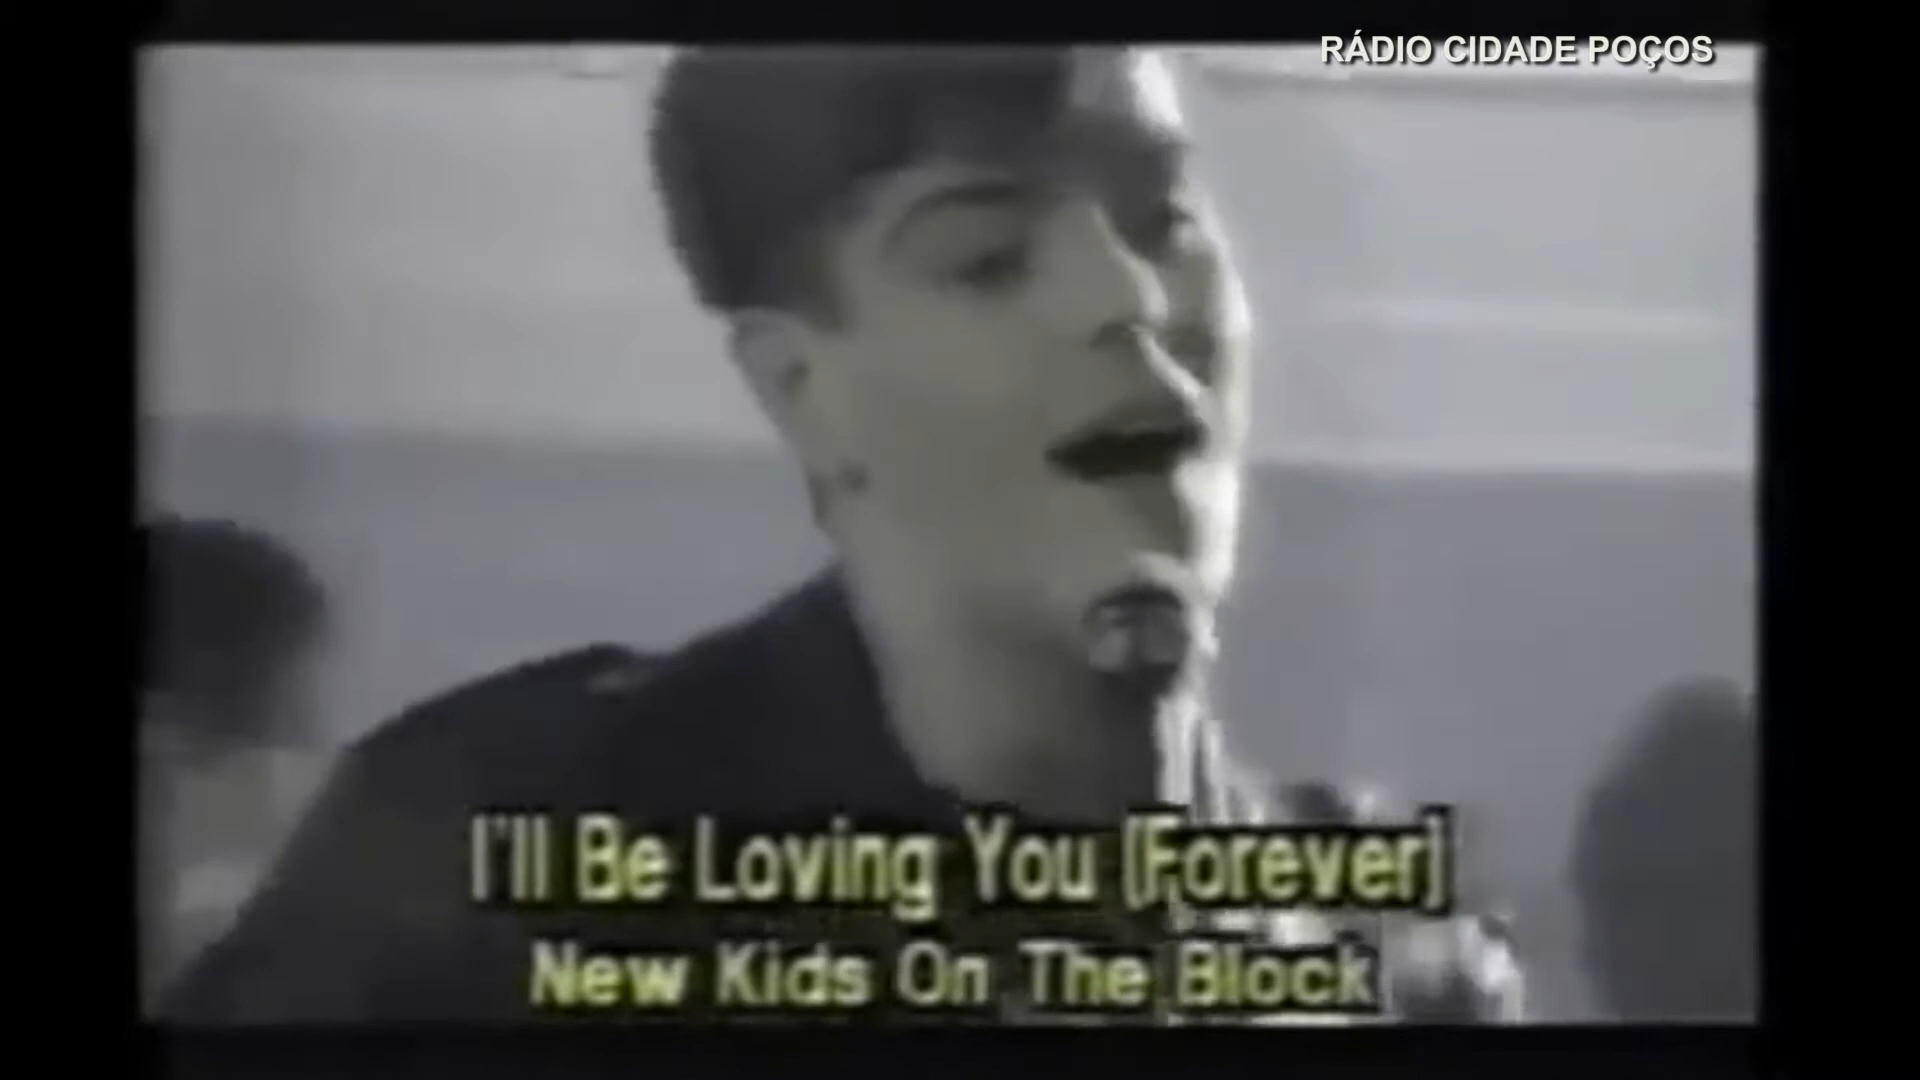 RÁDIO CIDADE POÇOS
I'll Be Loving You (Forever)
New Kids On The Block